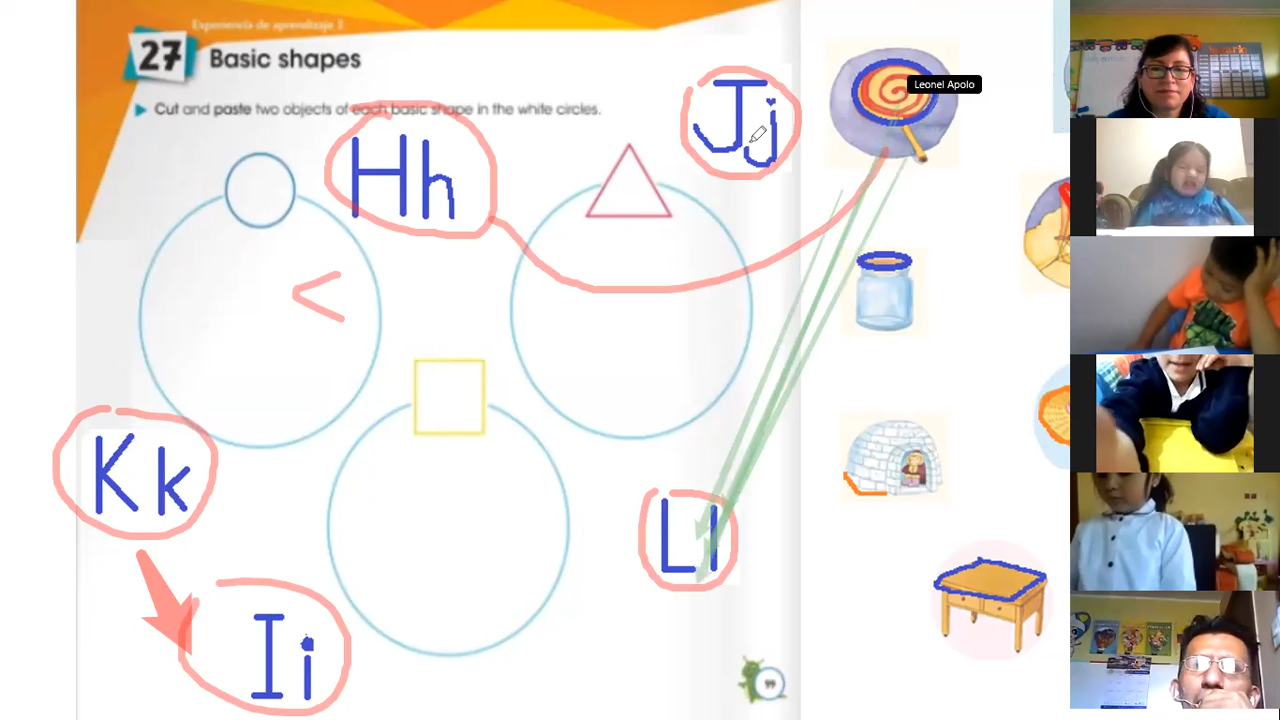 Experiencia de aprendizaje 3
27 Basic shapes
Cut and paste two objects of each basic shape in the white circles.
Jj
Leonel Apolo
Hh
Kk
Ll
Ii
99